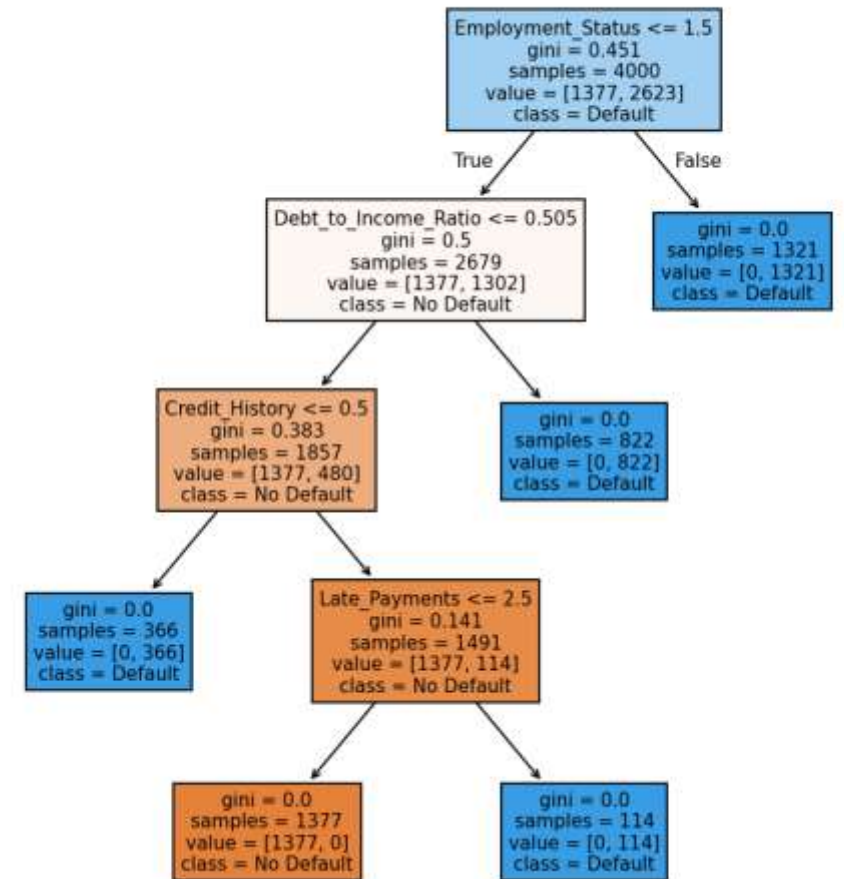 Employment_Status <= 1.5
gini = 0.451
samples = 4000
value = [1377, 2623]
class = Default
True
False
Debt_to_Income_Ratio <= 0.505
gini = 0.5
samples = 2679
value = [1377, 1302]
class = No Default
gini = 0.0
samples = 1321
value = [0, 1321]
class = Default
Credit_History <= 0.5
gini = 0.383
samples = 1857
value = [1377, 480]
class = No Default
gini = 0.0
samples = 822
value = [0, 822]
class = Default
gini = 0.0
samples = 366
value = [0, 366]
class = Default
Late_Payments <= 2.5
gini = 0.141
samples = 1491
value = [1377, 114]
class = No Default
gini = 0.0
samples = 1377
value = [1377, 0]
class = No Default
gini = 0.0
samples = 114
value = [0, 114]
class = Default